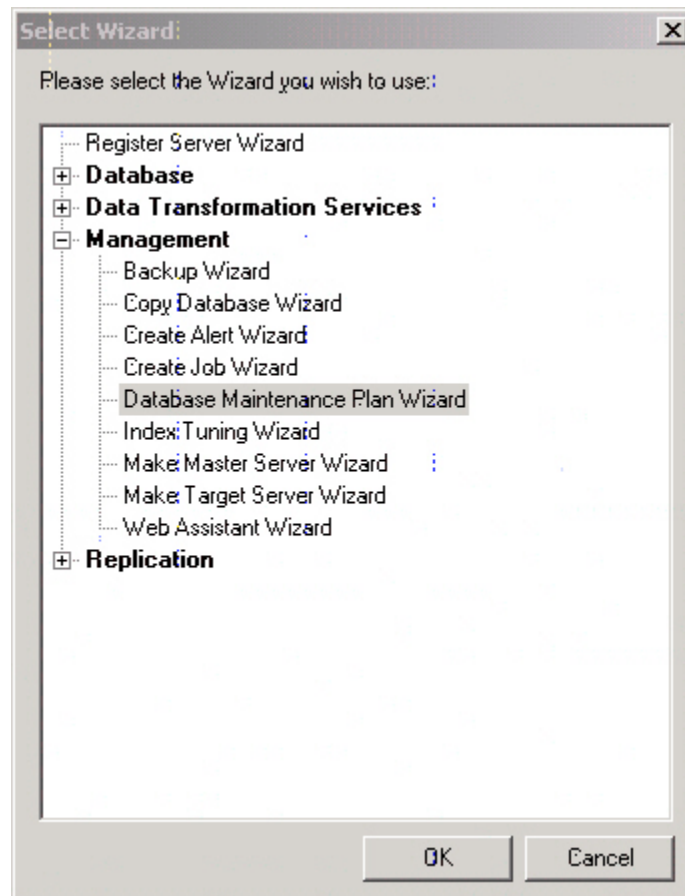 Select Wizard
Please select the Wizard you wish to use:
Register Server Wizard
Database
Data Transformation Services
Management
Backup Wizard
Copy Database Wizard
Create Alert Wizard
Create Job Wizard
Database Maintenance Plan Wizard
Index Tuning Wizard
Make Master Server Wizard
Make Target Server Wizard
Web Assistant Wizard
Replication
OK
Cancel